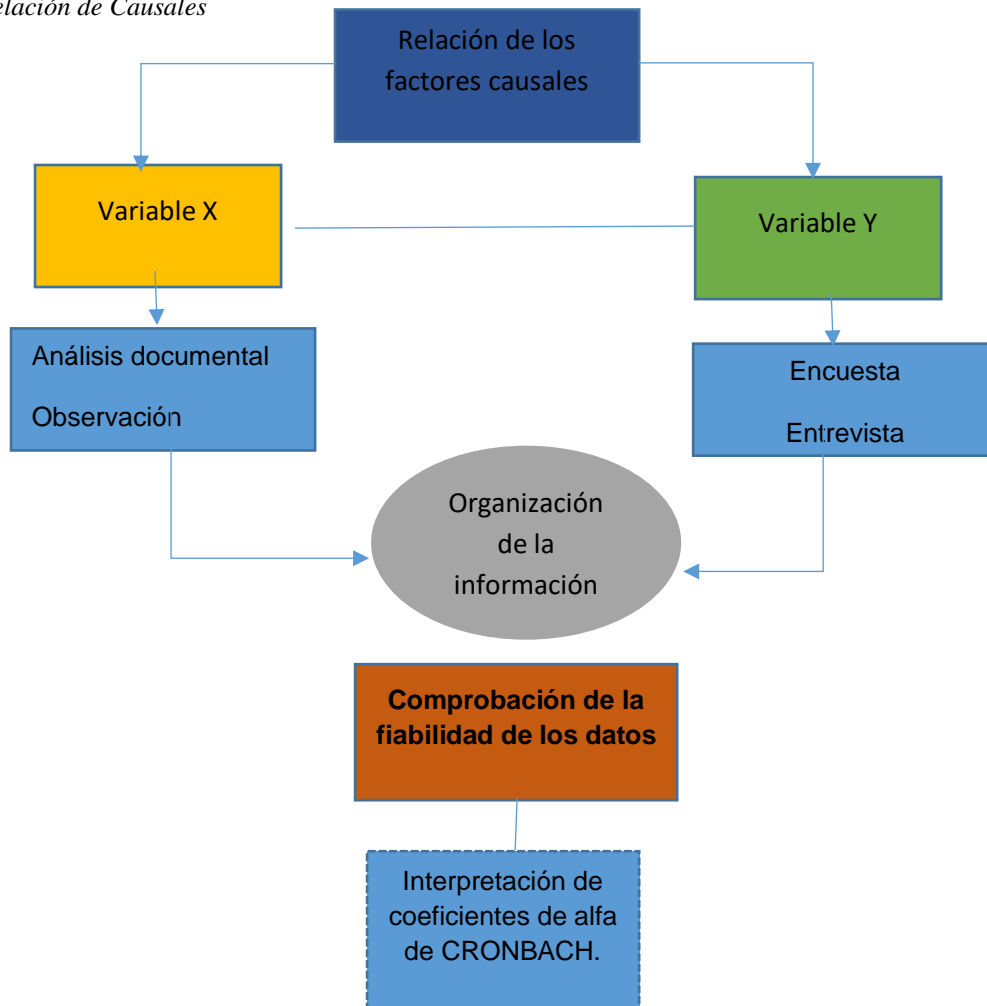 elación de Causales
Relación de los
factores causales
Variable X
Variable Y
Análisis documental
Observación
Encuesta
Entrevista
Organización
de la
información
Comprobación de la
fiabilidad de los datos
Interpretación de
coeficientes de alfa
de CRONBACH.